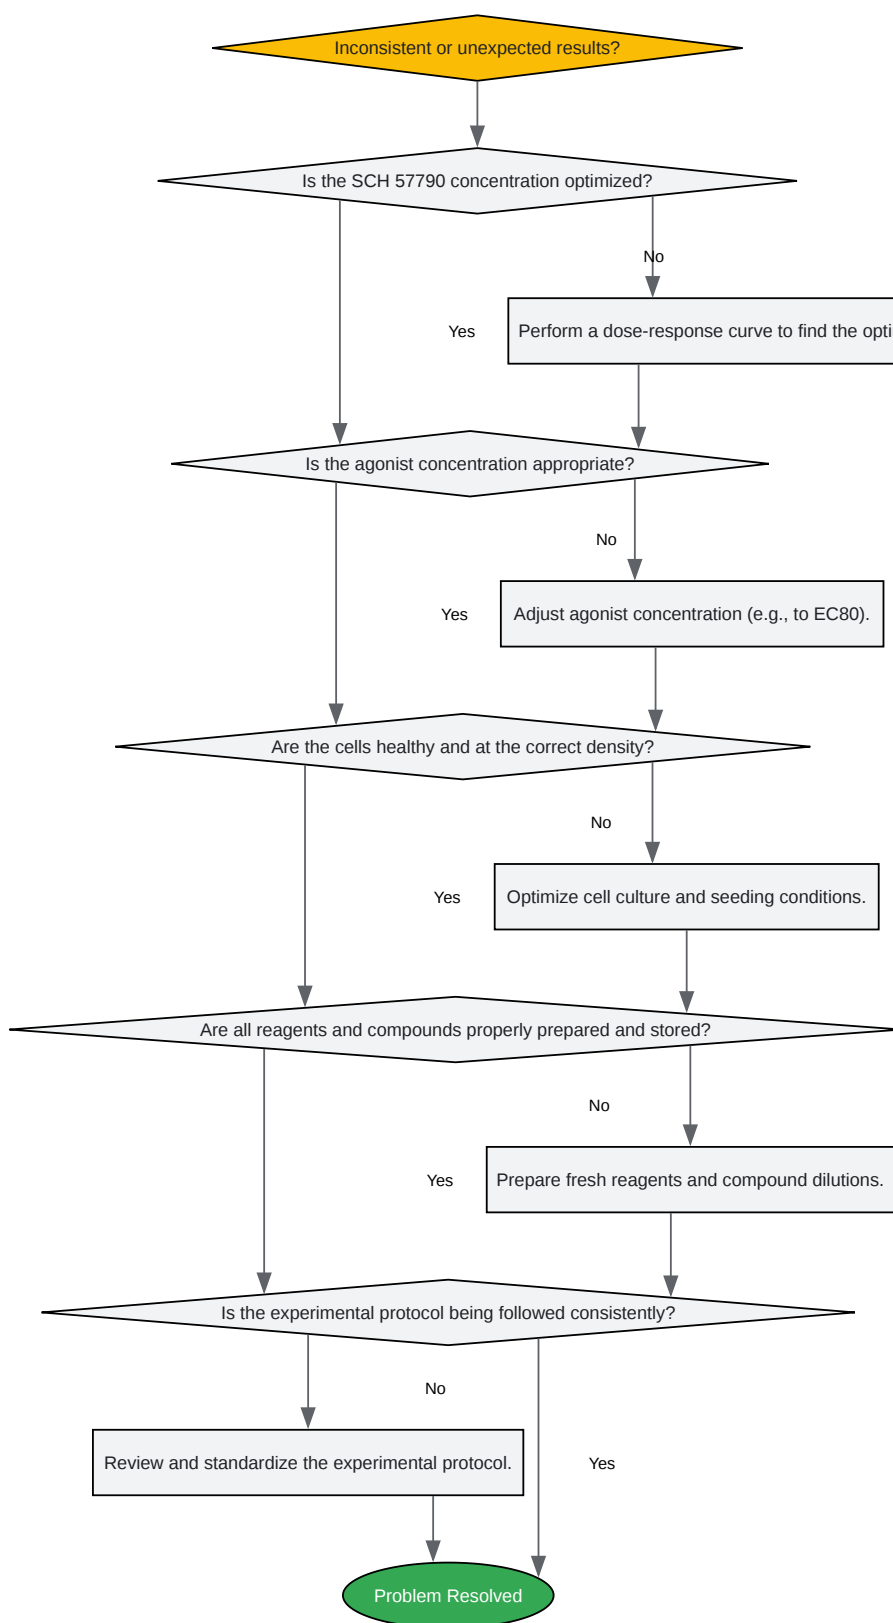 Inconsistent or unexpected results?
Is the SCH 57790 concentration optimized?
No
Yes
Perform a dose-response curve to find the opti
Is the agonist concentration appropriate?
No
Yes
Adjust agonist concentration (e.g., to EC80).
Are the cells healthy and at the correct density?
No
Yes
Optimize cell culture and seeding conditions.
Are all reagents and compounds properly prepared and stored?
No
Yes
Prepare fresh reagents and compound dilutions.
Is the experimental protocol being followed consistently?
No
Review and standardize the experimental protocol.
Yes
Problem Resolved